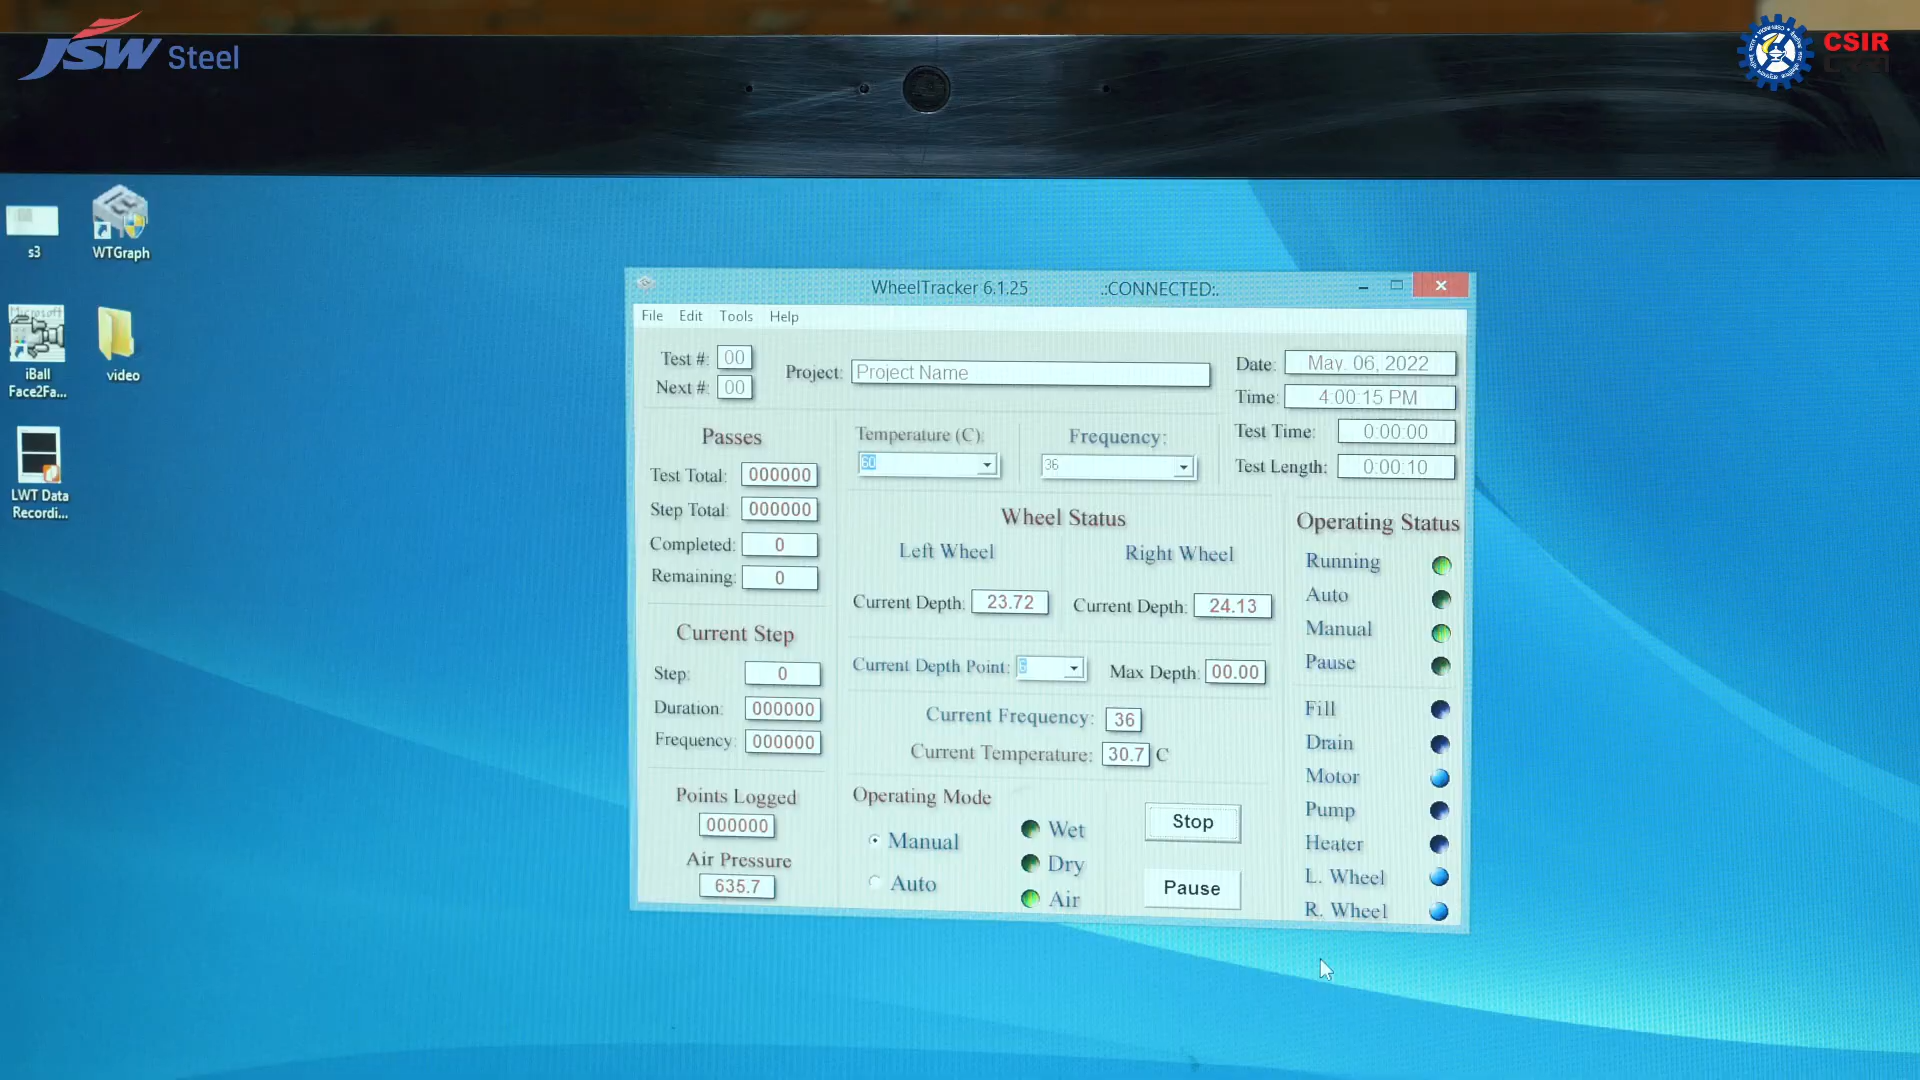 JSW Steel
CSIR
s3
WTGraph
iBall
Face2Fa...
video
LWT Data
Recordi...
WheelTracker 6.1.25 .:CONNECTED:.
File Edit Tools Help
Test #: 00
Next #: 00
Project: Project Name
Date: May. 06, 2022
Time: 4:00:15 PM
Test Time: 0:00:00
Test Length: 0:00:10
Passes
Test Total: 000000
Step Total: 000000
Completed: 0
Remaining: 0
Temperature (C):
60
Frequency:
36
Wheel Status
Left Wheel Right Wheel
Current Depth: 23.72 Current Depth: 24.13
Current Depth Point: 6 Max Depth: 00.00
Current Frequency: 36
Current Temperature: 30.7 C
Current Step
Step: 0
Duration: 000000
Frequency: 000000
Points Logged
000000
Air Pressure
635.7
Operating Mode
Manual
Auto
Wet
Dry
Air
Stop
Pause
Operating Status
Running
Auto
Manual
Pause
Fill
Drain
Motor
Pump
Heater
L. Wheel
R. Wheel